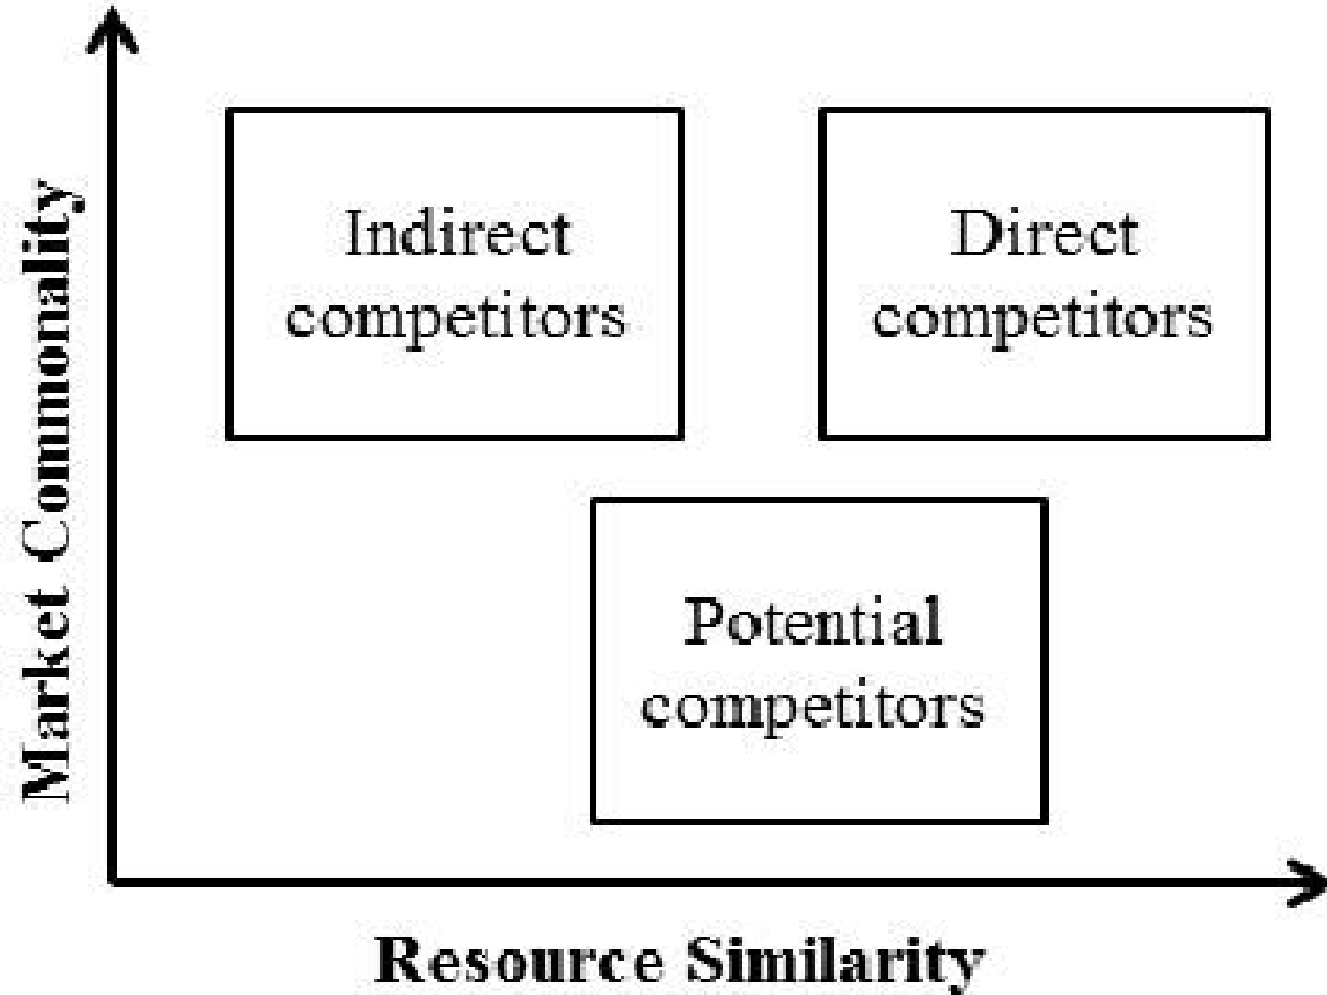 Market Commonality
Indirect
competitors
Direct
competitors
Potential
competitors
Resource Similarity